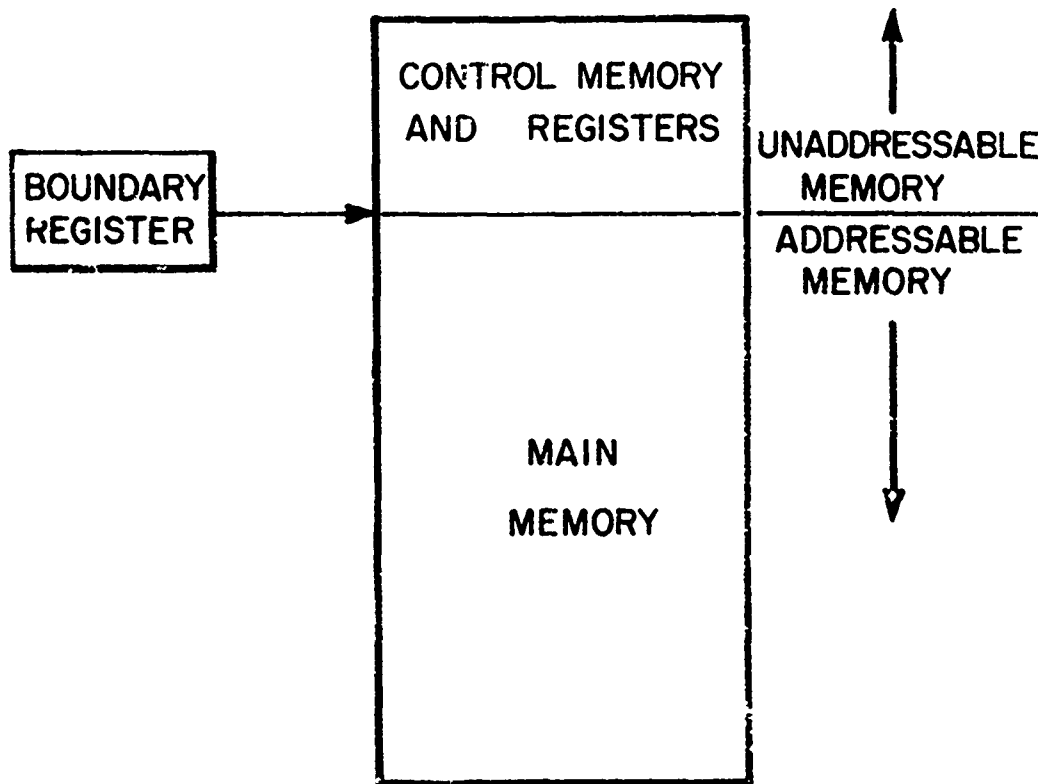 CONTROL MEMORY
AND REGISTERS
UNADDRESSABLE
MEMORY
BOUNDARY
REGISTER
ADDRESSABLE
MEMORY
MAIN
MEMORY